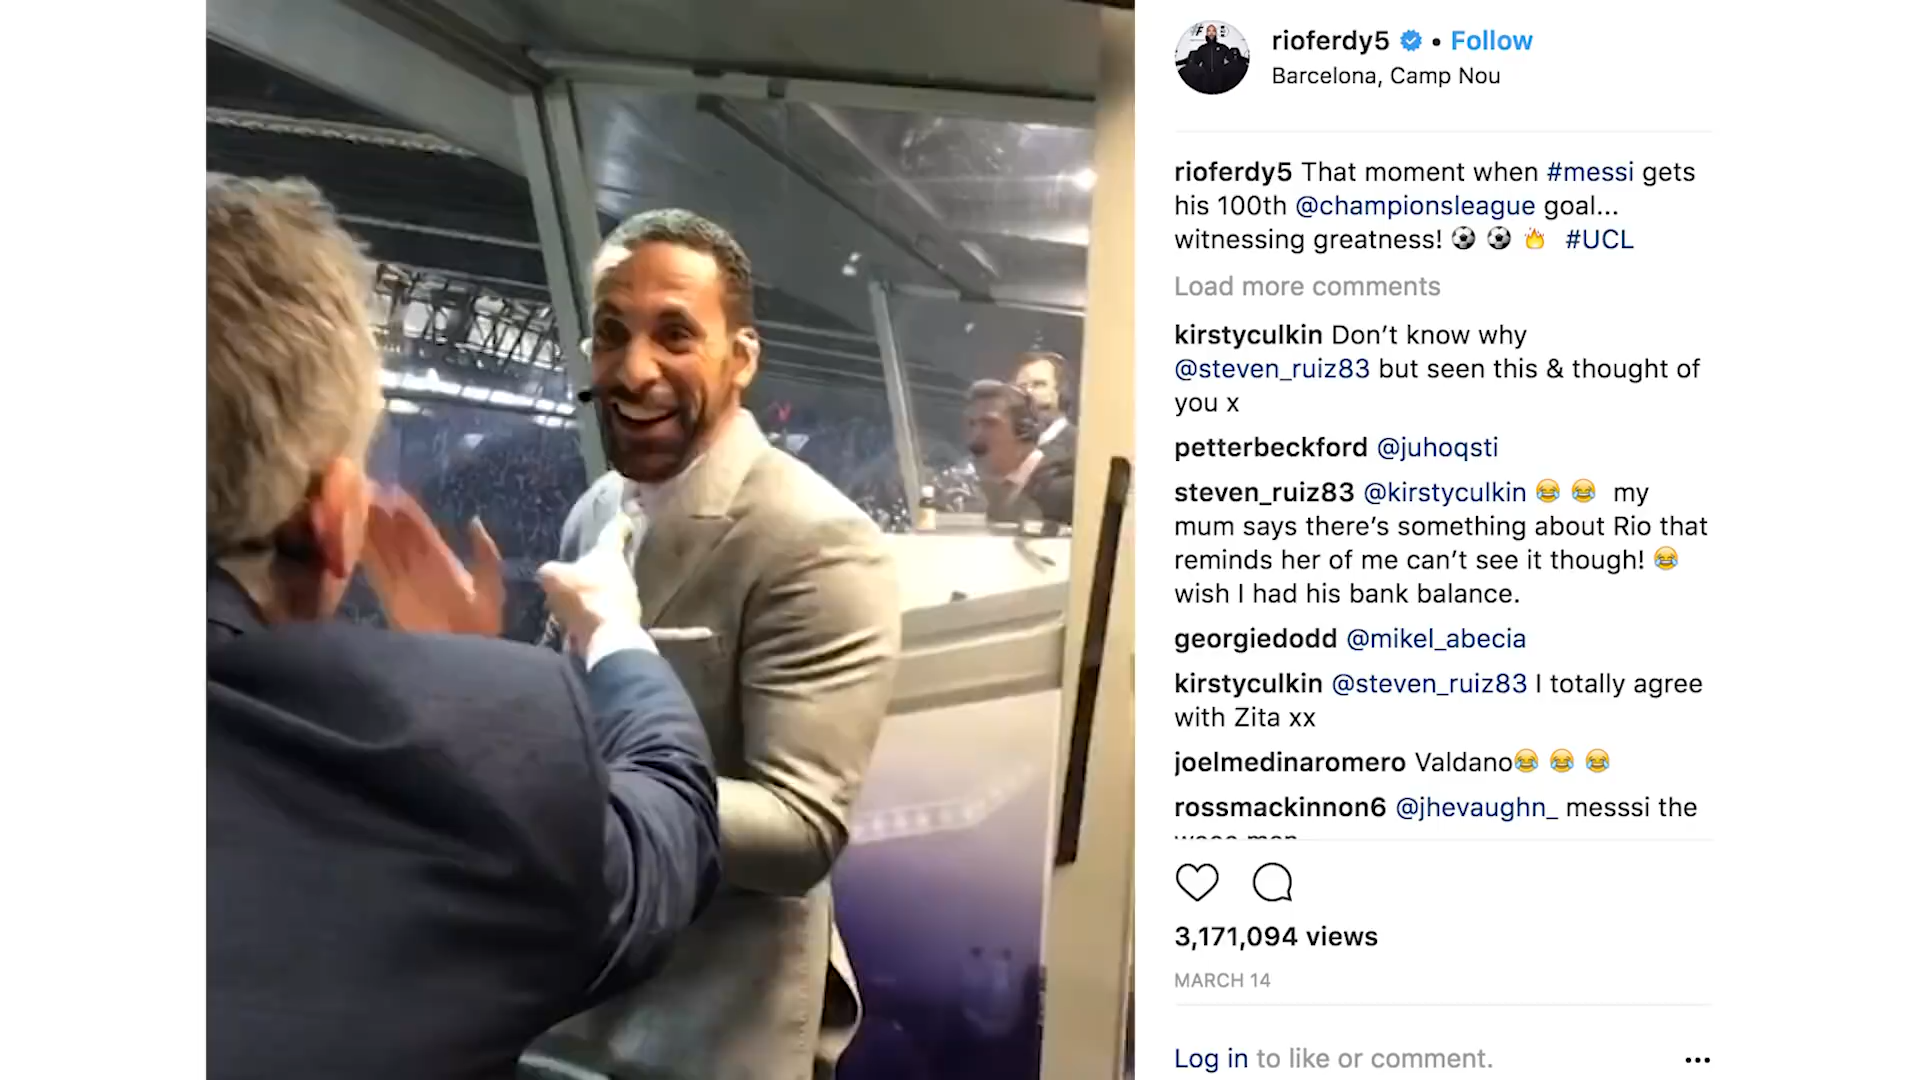 rioferdy5 • Follow
Barcelona, Camp Nou
rioferdy5 That moment when #messi gets
his 100th @championsleague goal...
witnessing greatness! ⚽ ⚽ 🔥 #UCL
Load more comments
kirstyculkin Don’t know why
@steven_ruiz83 but seen this & thought of
you x
petterbeckford @juhoqsti
steven_ruiz83 @kirstyculkin 😂 😂 my
mum says there’s something about Rio that
reminds her of me can’t see it though! 😂
wish I had his bank balance.
georgiedodd @mikel_abecia
kirstyculkin @steven_ruiz83 I totally agree
with Zita xx
joelmedinaromero Valdano😂 😂 😂
rossmackinnon6 @jhevaughn_ messsi the
3,171,094 views
MARCH 14
Log in to like or comment.